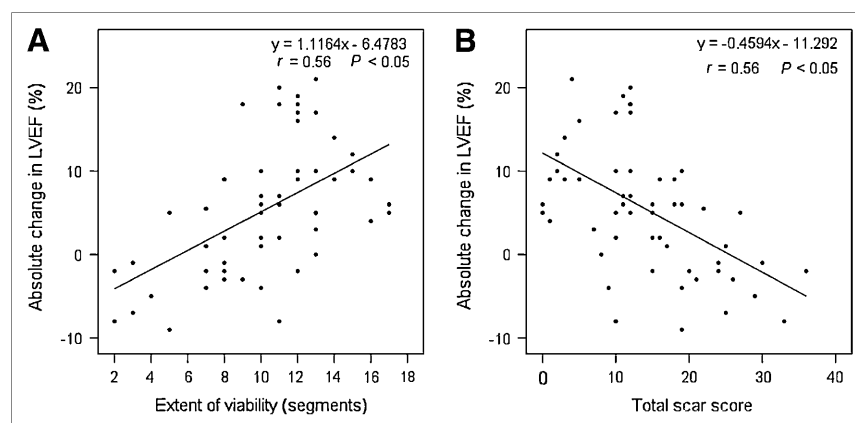 A
y = 1.1164x - 6.4783
r = 0.56 P < 0.05
Absolute change in LVEF (%)
20
10
0
-10
2 4 6 8 10 12 14 16 18
Extent of viability (segments)
B
y = -0.4594x - 11.292
r = 0.56 P < 0.05
Absolute change in LVEF (%)
20
10
0
-10
0 10 20 30 40
Total scar score